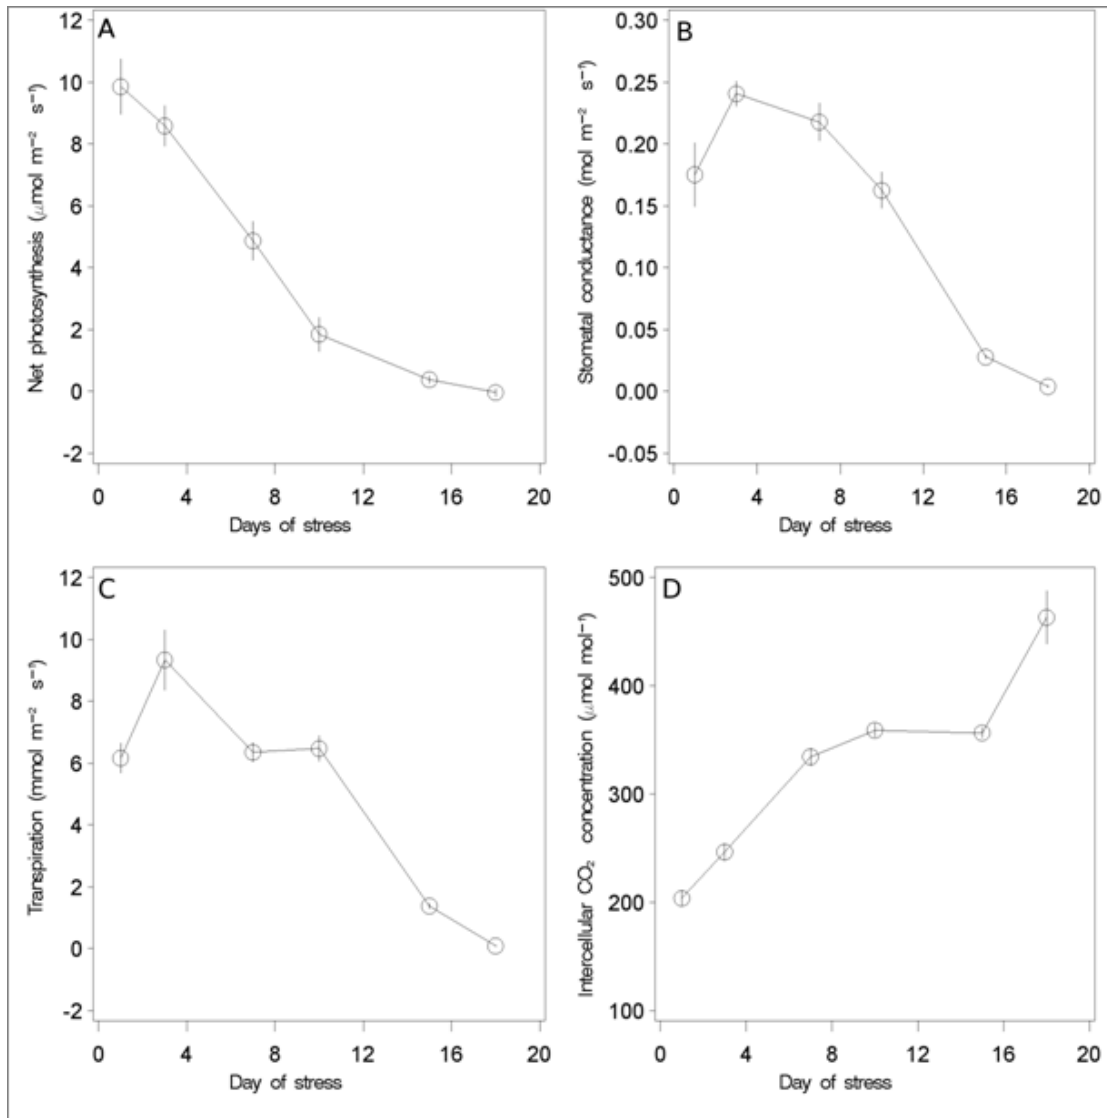 A
Net photosynthesis (μmol m⁻² s⁻¹)
12
10
8
6
4
2
0
-2
0 4 8 12 16 20
Days of stress
B
Stomatal conductance (mol m⁻² s⁻¹)
0.30
0.25
0.20
0.15
0.10
0.05
0.00
-0.05
0 4 8 12 16 20
Day of stress
C
Transpiration (mmol m⁻² s⁻¹)
12
10
8
6
4
2
0
-2
0 4 8 12 16 20
Day of stress
D
Intercellular CO₂ concentration (μmol mol⁻¹)
500
400
300
200
100
0 4 8 12 16 20
Day of stress